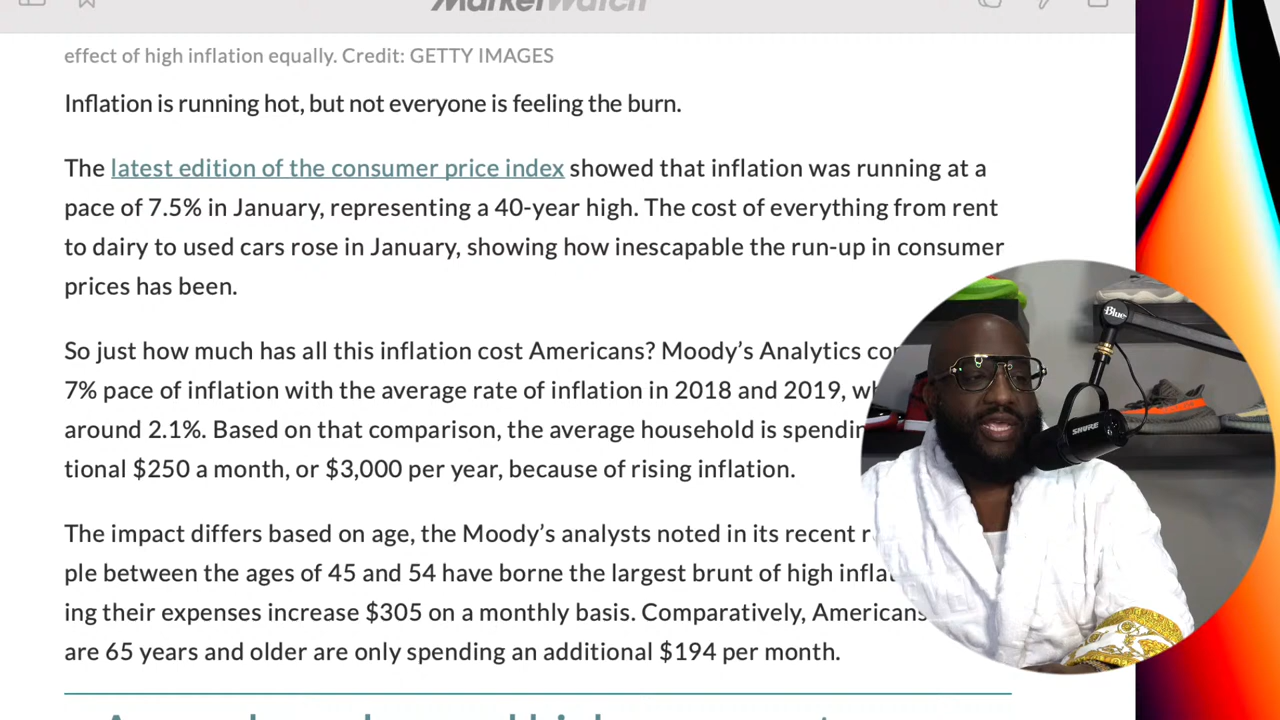 MarketWatch
effect of high inflation equally. Credit: GETTY IMAGES
Inflation is running hot, but not everyone is feeling the burn.
The latest edition of the consumer price index showed that inflation was running at a
pace of 7.5% in January, representing a 40-year high. The cost of everything from rent
to dairy to used cars rose in January, showing how inescapable the run-up in consumer
prices has been.
So just how much has all this inflation cost Americans? Moody’s Analytics
7% pace of inflation with the average rate of inflation in 2018 and 2019,
around 2.1%. Based on that comparison, the average household is
tional $250 a month, or $3,000 per year, because of rising inflation.
The impact differs based on age, the Moody’s analysts noted in its recent
ple between the ages of 45 and 54 have borne the largest brunt of high
ing their expenses increase $305 on a monthly basis. Comparatively, Americans
are 65 years and older are only spending an additional $194 per month.
Blue
SHURE